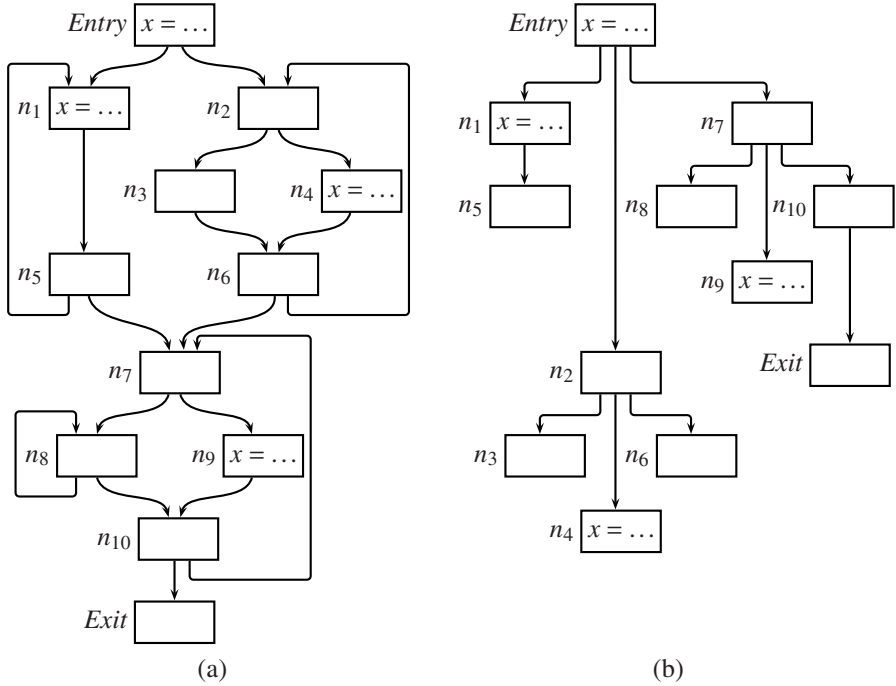 Entry x = …
n1 x = …
n2
n3
n4 x = …
n5
n6
n7
n8
n9 x = …
n10
Exit
(a)
Entry x = …
n1 x = …
n7
n5
n8
n10
n9 x = …
Exit
n2
n3
n6
n4 x = …
(b)